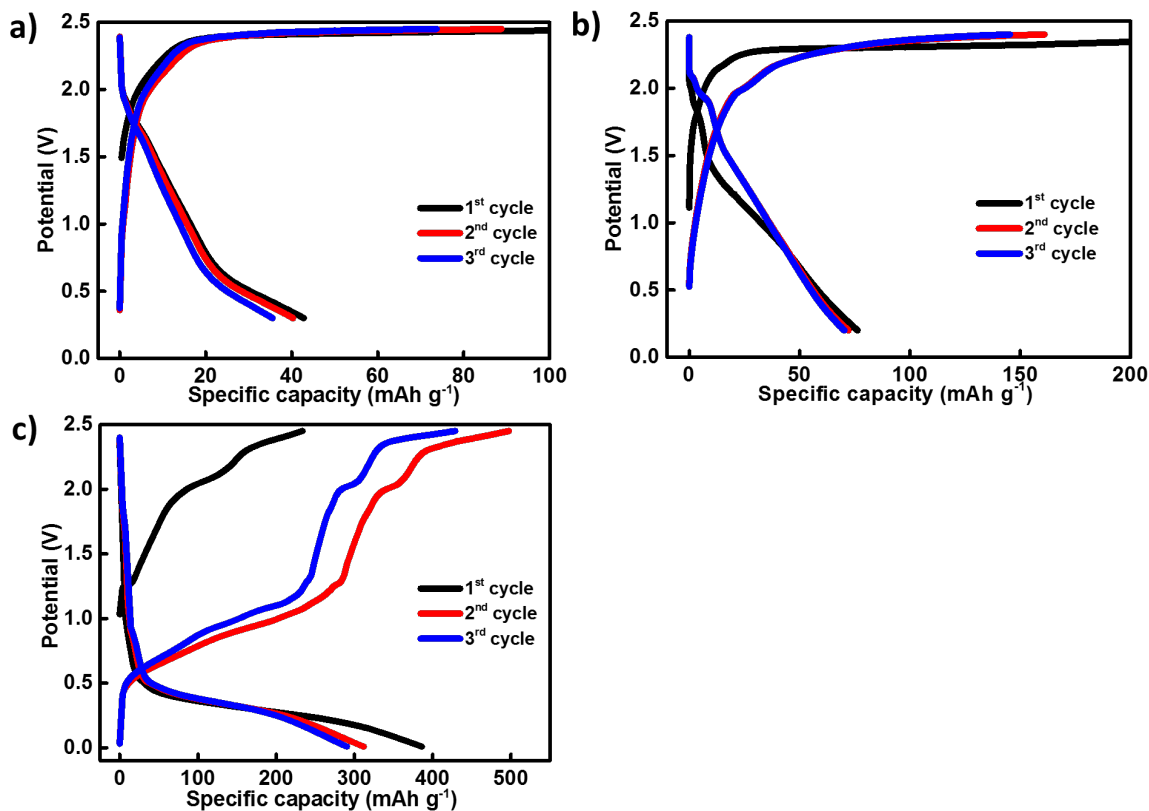 a)
2.5
2.0
1.5
1.0
0.5
0.0
Potential (V)
1st cycle
2nd cycle
3rd cycle
0 20 40 60 80 100
Specific capacity (mAh g-1)
b)
2.5
2.0
1.5
1.0
0.5
0.0
Potential (V)
1st cycle
2nd cycle
3rd cycle
0 50 100 150 200
Specific capacity (mAh g-1)
c)
2.5
2.0
1.5
1.0
0.5
0.0
Potential (V)
1st cycle
2nd cycle
3rd cycle
0 100 200 300 400 500
Specific capacity (mAh g-1)